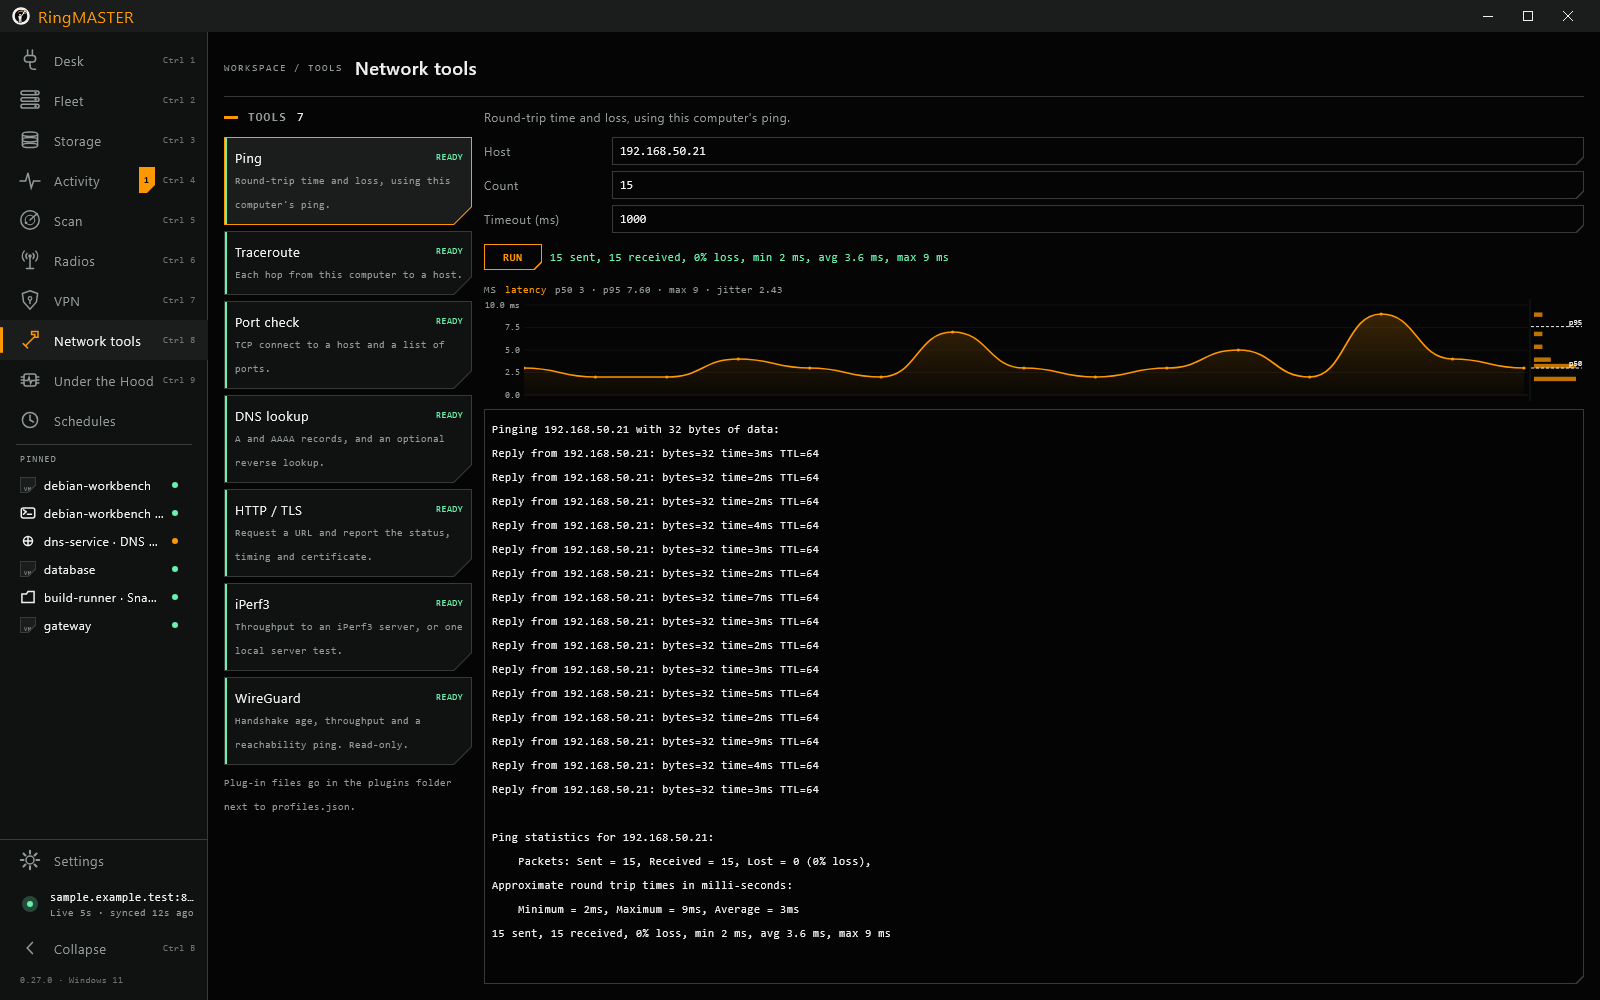 RingMASTER
Desk Ctrl 1
Fleet Ctrl 2
Storage Ctrl 3
Activity 1 Ctrl 4
Scan Ctrl 5
Radios Ctrl 6
VPN Ctrl 7
Network tools Ctrl 8
Under the Hood Ctrl 9
Schedules
PINNED
debian-workbench
debian-workbench ...
dns-service · DNS ...
database
build-runner · Sna...
gateway
Settings
sample.example.test:8...
Live 5s · synced 12s ago
Collapse Ctrl B
0.27.0 · Windows 11
WORKSPACE / TOOLS Network tools
TOOLS 7
Ping READY
Round-trip time and loss, using this
computer's ping.
Traceroute READY
Each hop from this computer to a host.
Port check READY
TCP connect to a host and a list of
ports.
DNS lookup READY
A and AAAA records, and an optional
reverse lookup.
HTTP / TLS READY
Request a URL and report the status,
timing and certificate.
iPerf3 READY
Throughput to an iPerf3 server, or one
local server test.
WireGuard READY
Handshake age, throughput and a
reachability ping. Read-only.
Plug-in files go in the plugins folder
next to profiles.json.
Round-trip time and loss, using this computer's ping.
Host 192.168.50.21
Count 15
Timeout (ms) 1000
RUN 15 sent, 15 received, 0% loss, min 2 ms, avg 3.6 ms, max 9 ms
MS latency p50 3 · p95 7.60 · max 9 · jitter 2.43
10.0 ms
7.5
5.0
2.5
0.0
p95
p50
Pinging 192.168.50.21 with 32 bytes of data:
Reply from 192.168.50.21: bytes=32 time=3ms TTL=64
Reply from 192.168.50.21: bytes=32 time=2ms TTL=64
Reply from 192.168.50.21: bytes=32 time=2ms TTL=64
Reply from 192.168.50.21: bytes=32 time=4ms TTL=64
Reply from 192.168.50.21: bytes=32 time=3ms TTL=64
Reply from 192.168.50.21: bytes=32 time=2ms TTL=64
Reply from 192.168.50.21: bytes=32 time=7ms TTL=64
Reply from 192.168.50.21: bytes=32 time=3ms TTL=64
Reply from 192.168.50.21: bytes=32 time=2ms TTL=64
Reply from 192.168.50.21: bytes=32 time=3ms TTL=64
Reply from 192.168.50.21: bytes=32 time=5ms TTL=64
Reply from 192.168.50.21: bytes=32 time=2ms TTL=64
Reply from 192.168.50.21: bytes=32 time=9ms TTL=64
Reply from 192.168.50.21: bytes=32 time=4ms TTL=64
Reply from 192.168.50.21: bytes=32 time=3ms TTL=64
Ping statistics for 192.168.50.21:
Packets: Sent = 15, Received = 15, Lost = 0 (0% loss),
Approximate round trip times in milli-seconds:
Minimum = 2ms, Maximum = 9ms, Average = 3ms
15 sent, 15 received, 0% loss, min 2 ms, avg 3.6 ms, max 9 ms